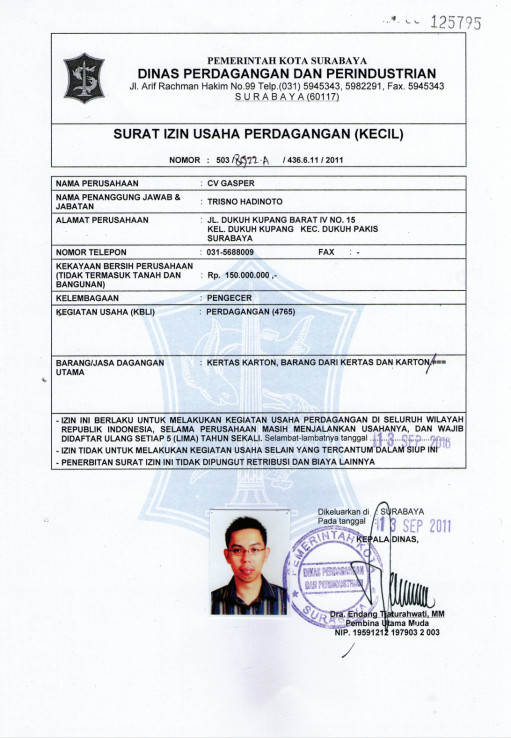 125795
PEMERINTAH KOTA SURABAYA
DINAS PERDAGANGAN DAN PERINDUSTRIAN
Jl. Arif Rachman Hakim No.99 Telp.(031) 5945343, 5982291, Fax. 5945343
S U R A B A Y A (60117)
SURAT IZIN USAHA PERDAGANGAN (KECIL)
NOMOR : 503 / / 436.6.11 / 2011
NAMA PERUSAHAAN : CV GASPER
NAMA PENANGGUNG JAWAB & JABATAN : TRISNO HADINOTO
ALAMAT PERUSAHAAN : JL. DUKUH KUPANG BARAT IV NO. 15
KEL. DUKUH KUPANG KEC. DUKUH PAKIS
SURABAYA
NOMOR TELEPON : 031-5688009 FAX : -
KEKAYAAN BERSIH PERUSAHAAN
(TIDAK TERMASUK TANAH DAN : Rp. 150.000.000 ,-
BANGUNAN)
KELEMBAGAAN : PENGECER
KEGIATAN USAHA (KBLI) : PERDAGANGAN (4765)
BARANG/JASA DAGANGAN : KERTAS KARTON, BARANG DARI KERTAS DAN KARTON
UTAMA
- IZIN INI BERLAKU UNTUK MELAKUKAN KEGIATAN USAHA PERDAGANGAN DI SELURUH WILAYAH
REPUBLIK INDONESIA, SELAMA PERUSAHAAN MASIH MENJALANKAN USAHANYA, DAN WAJIB
DIDAFTAR ULANG SETIAP 5 (LIMA) TAHUN SEKALI. Selambat-lambatnya tanggal 13 SEP 2016
- IZIN TIDAK UNTUK MELAKUKAN KEGIATAN USAHA SELAIN YANG TERCANTUM DALAM SIUP INI
- PENERBITAN SURAT IZIN INI TIDAK DIPUNGUT RETRIBUSI DAN BIAYA LAINNYA
Dikeluarkan di : SURABAYA
Pada tanggal : 13 SEP 2011
KEPALA DINAS,
PEMERINTAH KOTA
DINAS PERDAGANGAN
DAN PERINDUSTRIAN
SURABAYA
Dra. Endang Tjaturahwati, MM
Pembina Utama Muda
NIP. 19591212 197903 2 003